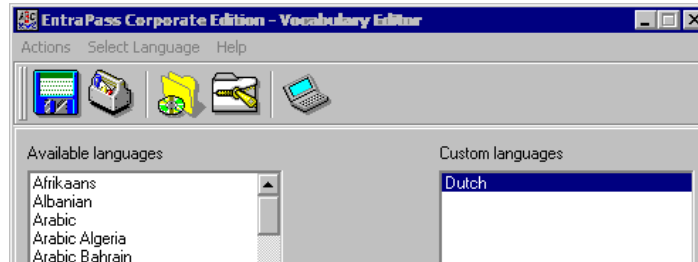 EntraPass Corporate Edition - Vocabulary Editor
Actions Select Language Help
Available languages
Custom languages
Afrikaans
Albanian
Arabic
Arabic Algeria
Arabic Bahrain
Dutch